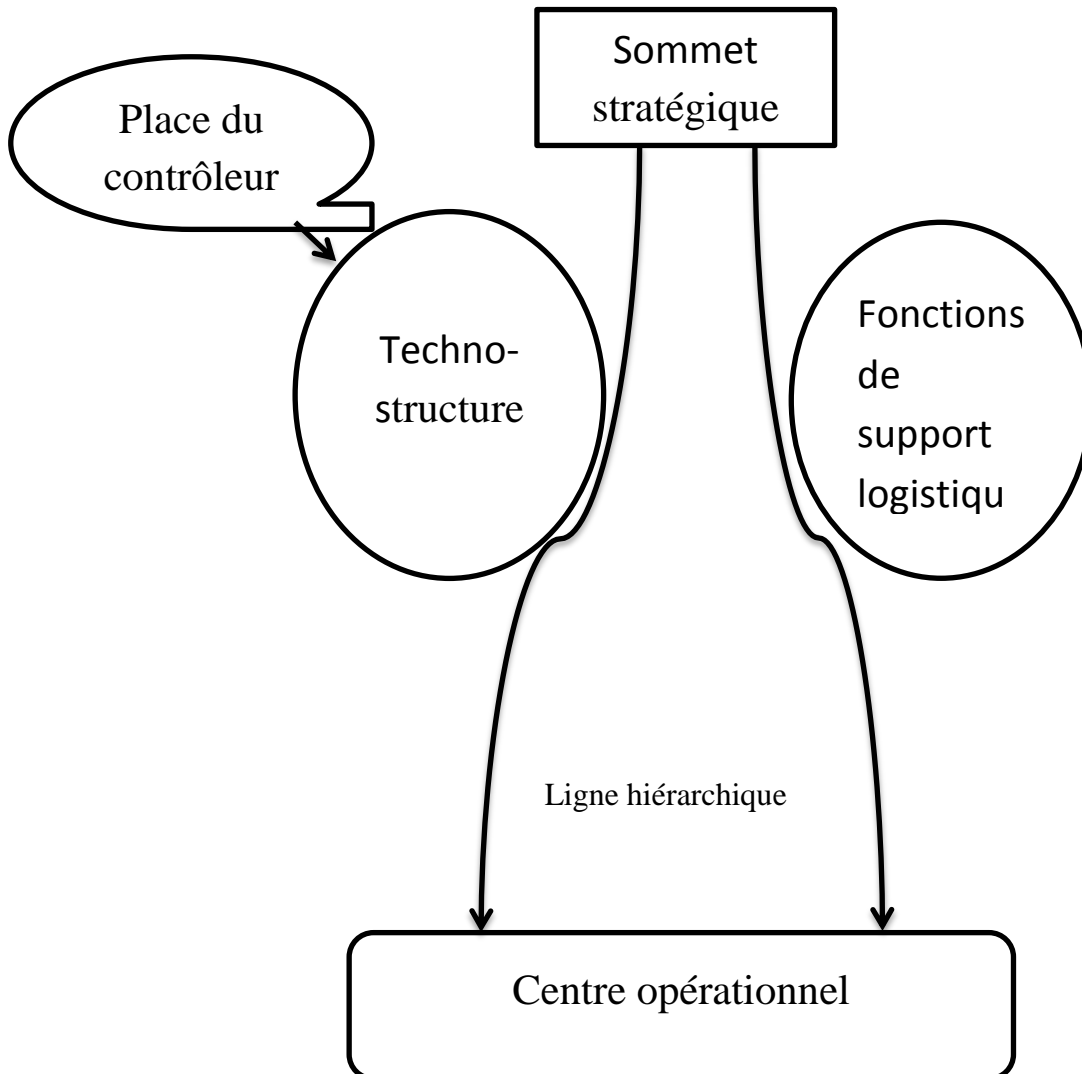 Sommet
stratégique
Place du
contrôleur
Techno-
structure
Fonctions
de
support
logistiqu
Ligne hiérarchique
Centre opérationnel